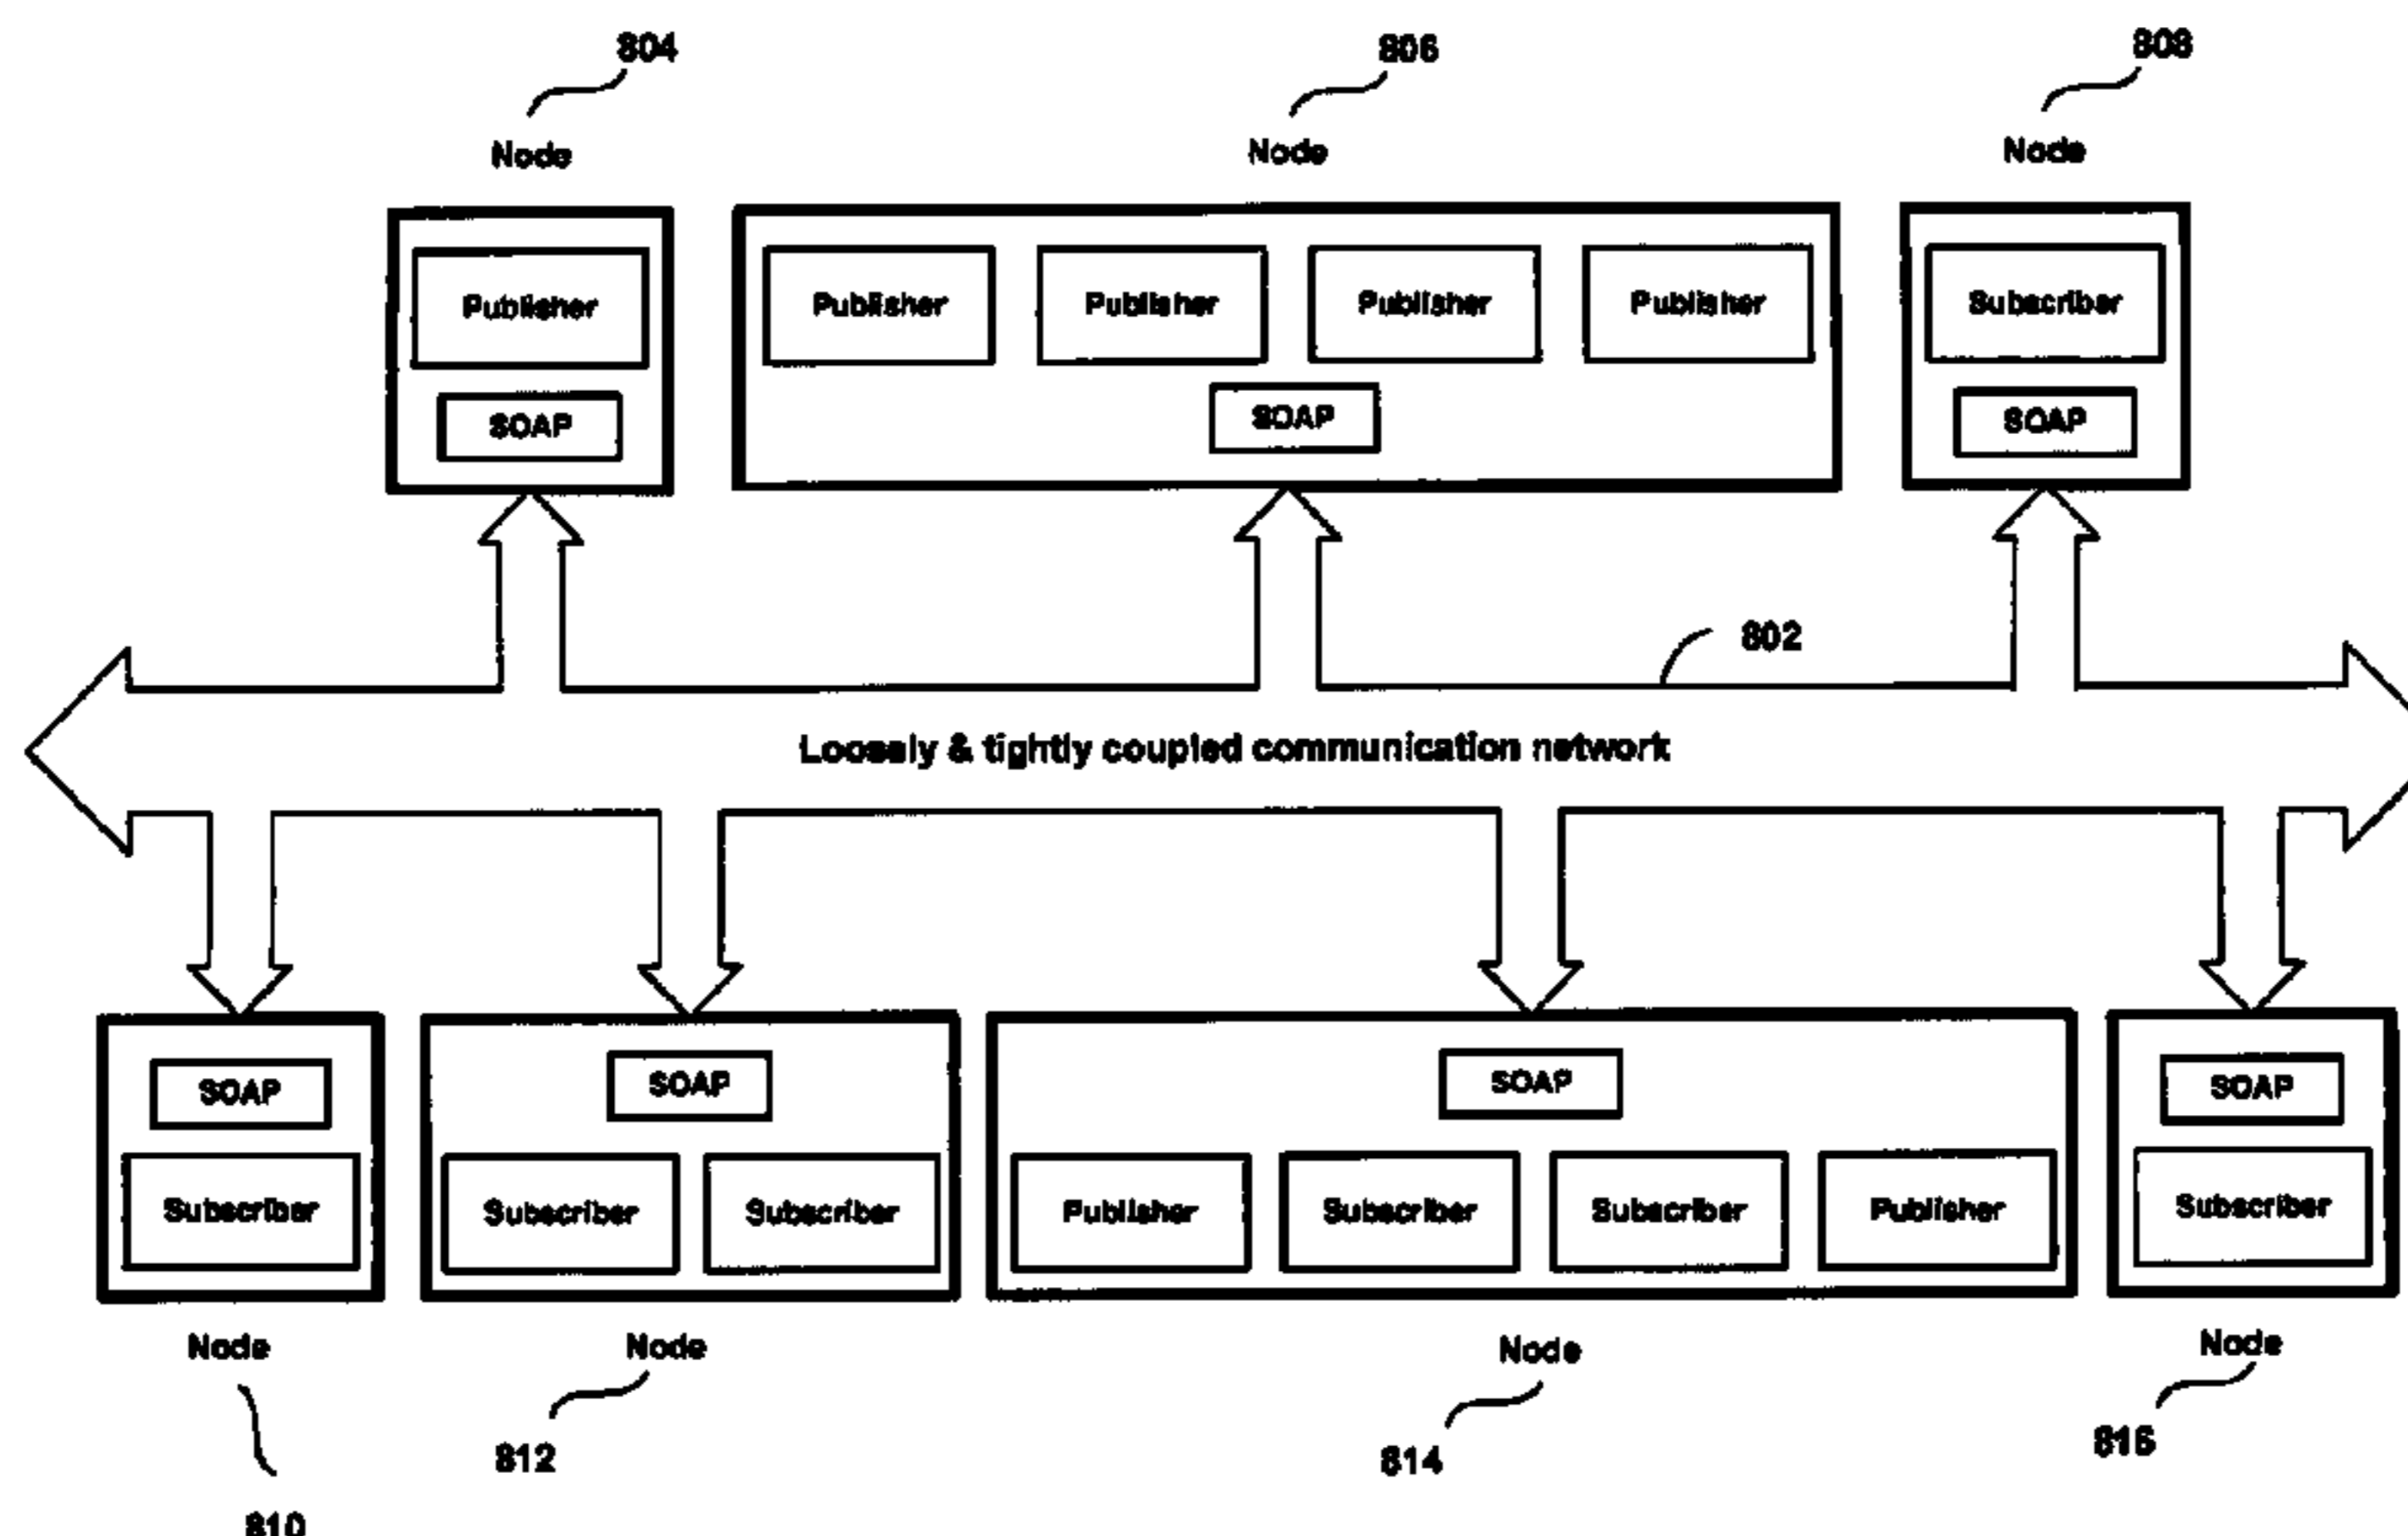 804
806
808
Node
Node
Node
Publisher
Publisher
Publisher
Publisher
Publisher
Subscriber
SOAP
SOAP
SOAP
802
Loosely & tightly coupled communication network
SOAP
SOAP
SOAP
SOAP
Subscriber
Subscriber
Subscriber
Publisher
Subscriber
Subscriber
Publisher
Subscriber
Node
Node
Node
Node
812
814
816
810